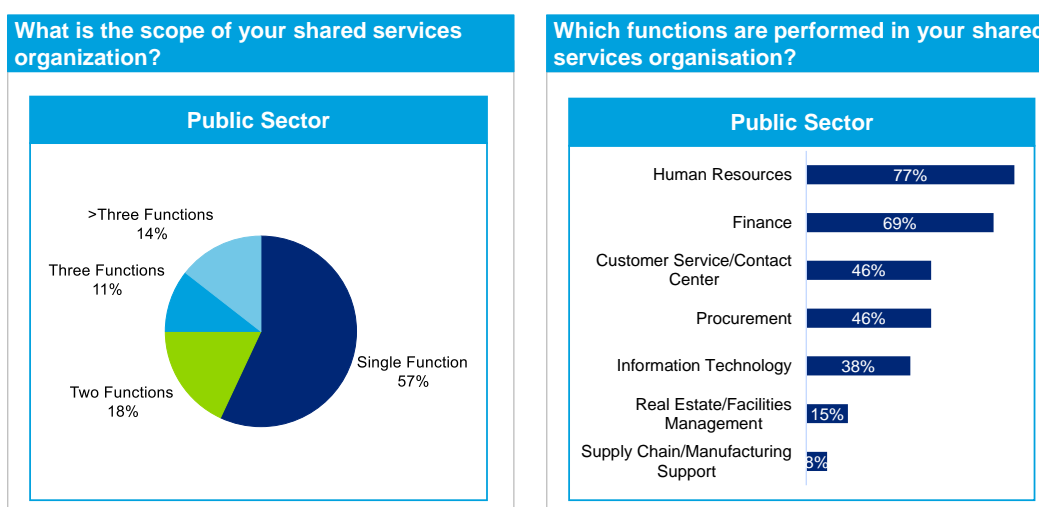 What is the scope of your shared services
organization?
Public Sector
>Three Functions
14%
Three Functions
11%
Two Functions
18%
Single Function
57%
Which functions are performed in your shared
services organisation?
Public Sector
Human Resources
77%
Finance
69%
Customer Service/Contact
Center
46%
Procurement
46%
Information Technology
38%
Real Estate/Facilities
Management
15%
Supply Chain/Manufacturing
Support
8%